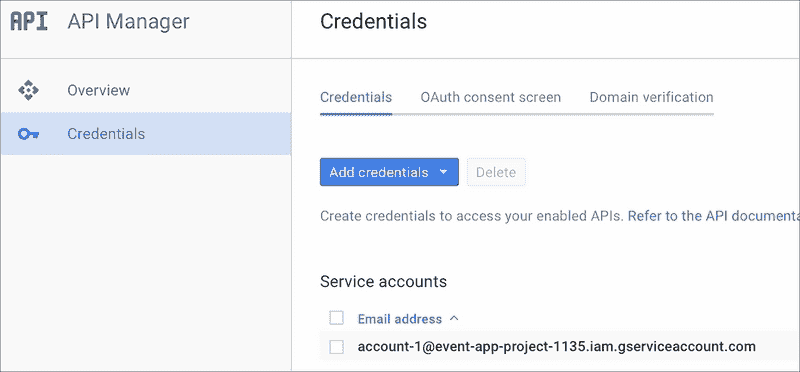 API API Manager
Credentials
Overview
Credentials
Credentials OAuth consent screen Domain verification
Add credentials Delete
Create credentials to access your enabled APIs. Refer to the API documenta
Service accounts
Email address
account-1@event-app-project-1135.iam.gserviceaccount.com